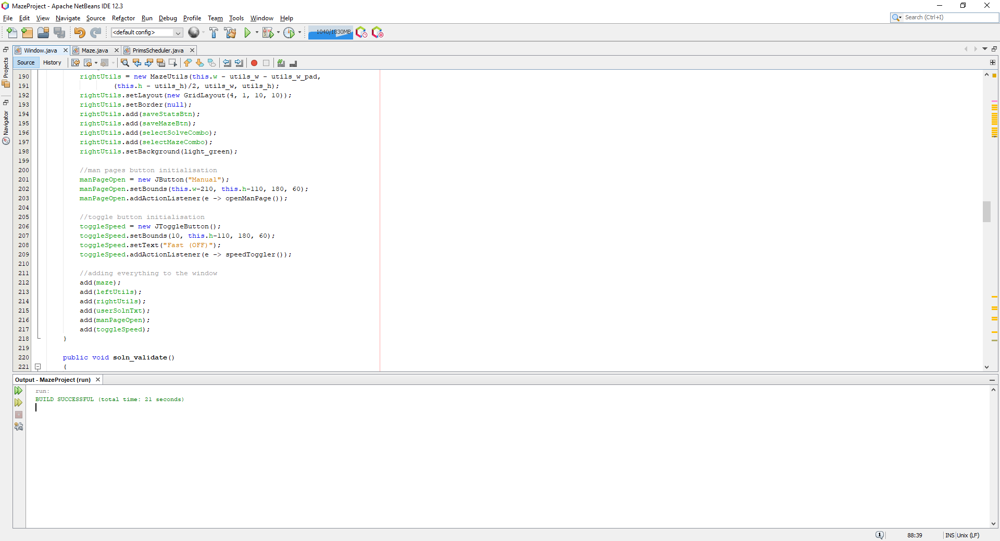 MazeProject - Apache NetBeans IDE 12.3
File Edit View Navigate Source Refactor Run Debug Profile Team Tools Window Help
Search (Ctrl+I)
<default config>
1040/1830MB
Window.java Maze.java PrimsScheduler.java
Source History
Projects
Navigator
190 rightUtils = new MazeUtils(this.w - utils_w - utils_w_pad,
191 (this.h - utils_h)/2, utils_w, utils_h);
192 rightUtils.setLayout(new GridLayout(4, 1, 10, 10));
193 rightUtils.setBorder(null);
194 rightUtils.add(saveStatsBtn);
195 rightUtils.add(saveMazeBtn);
196 rightUtils.add(selectSolveCombo);
197 rightUtils.add(selectMazeCombo);
198 rightUtils.setBackground(light_green);
199
200 //man pages button initialisation
201 manPageOpen = new JButton("Manual");
202 manPageOpen.setBounds(this.w-210, this.h-110, 180, 60);
203 manPageOpen.addActionListener(e -> openManPage());
204
205 //toggle button initialisation
206 toggleSpeed = new JToggleButton();
207 toggleSpeed.setBounds(10, this.h-110, 180, 60);
208 toggleSpeed.setText("Fast (OFF)");
209 toggleSpeed.addActionListener(e -> speedToggler());
210
211 //adding everything to the window
212 add(maze);
213 add(leftUtils);
214 add(rightUtils);
215 add(userSolnTxt);
216 add(manPageOpen);
217 add(toggleSpeed);
218 }
219
220 public void soln_validate()
221 {
Output - MazeProject (run)
run:
BUILD SUCCESSFUL (total time: 21 seconds)
1 88:39 INS Unix (LF)